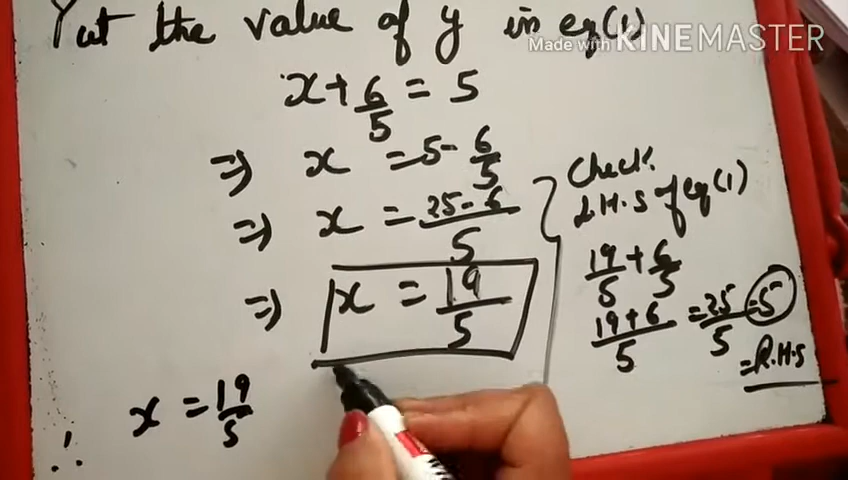 Put the value of y in eq(1)
Made with KINEMASTER
x + 6/5 = 5
⇒ x = 5 - 6/5
⇒ x = 25 - 6/5
⇒ x = 19/5
∴ x = 19/5
Check:
L.H.S of eq(1)
19/5 + 6/5
19+6/5 = 25/5 = 5
= R.H.S